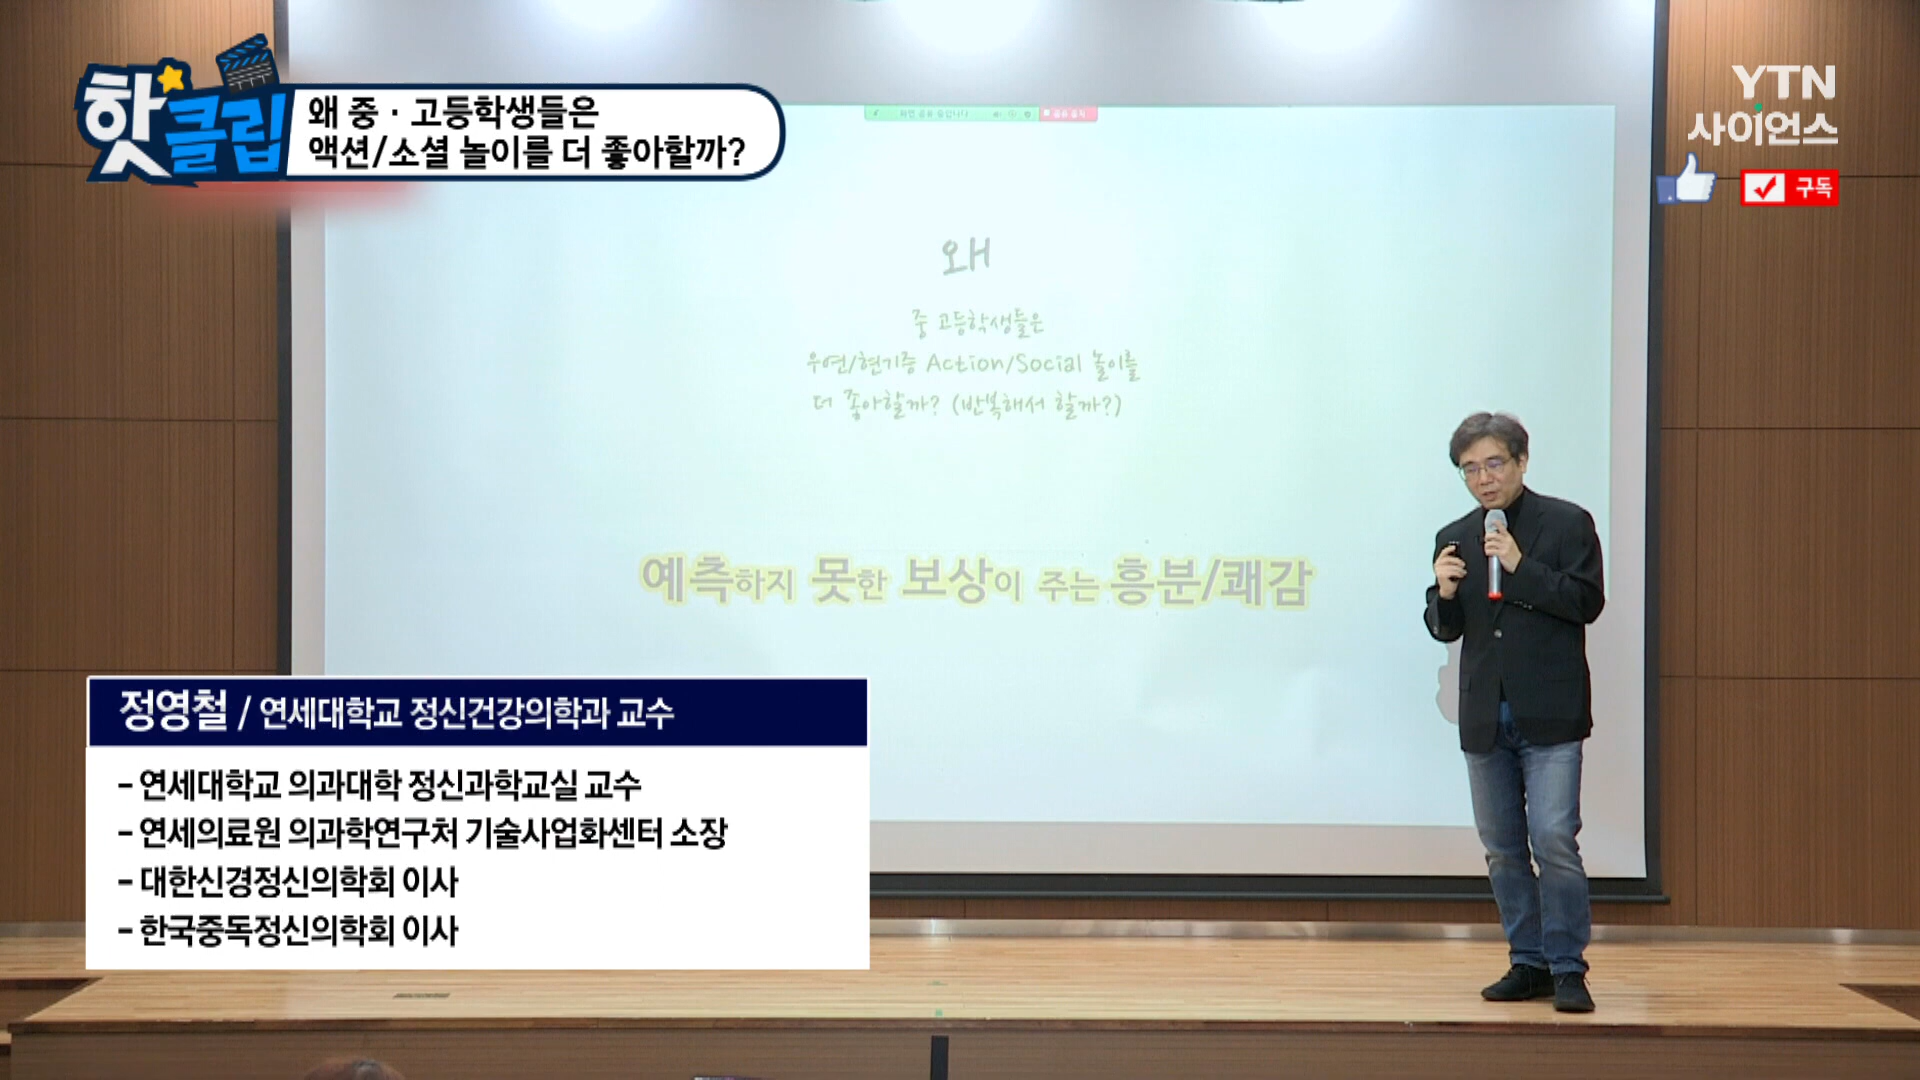 핫클립
왜 중·고등학생들은
액션/소셜 놀이를 더 좋아할까?
YTN
사이언스
구독
왜
중 고등학생들은
우연/현기증 Action/Social 놀이를
더 좋아할까? (반복해서 할까?)
예측하지 못한 보상이 주는 흥분/쾌감
정영철 / 연세대학교 정신건강의학과 교수
- 연세대학교 의과대학 정신과학교실 교수
- 연세의료원 의과학연구처 기술사업화센터 소장
- 대한신경정신의학회 이사
- 한국중독정신의학회 이사